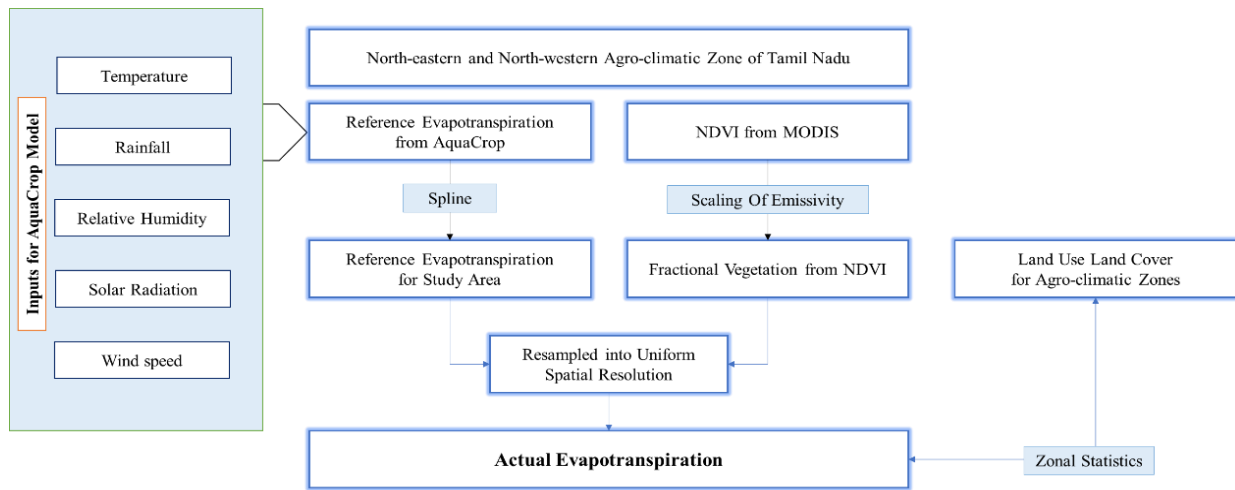 Inputs for AquaCrop Model
Temperature
Rainfall
Relative Humidity
Solar Radiation
Wind speed
North-eastern and North-western Agro-climatic Zone of Tamil Nadu
Reference Evapotranspiration
from AquaCrop
NDVI from MODIS
Spline
Scaling Of Emissivity
Reference Evapotranspiration
for Study Area
Fractional Vegetation from NDVI
Land Use Land Cover
for Agro-climatic Zones
Resampled into Uniform
Spatial Resolution
Actual Evapotranspiration
Zonal Statistics